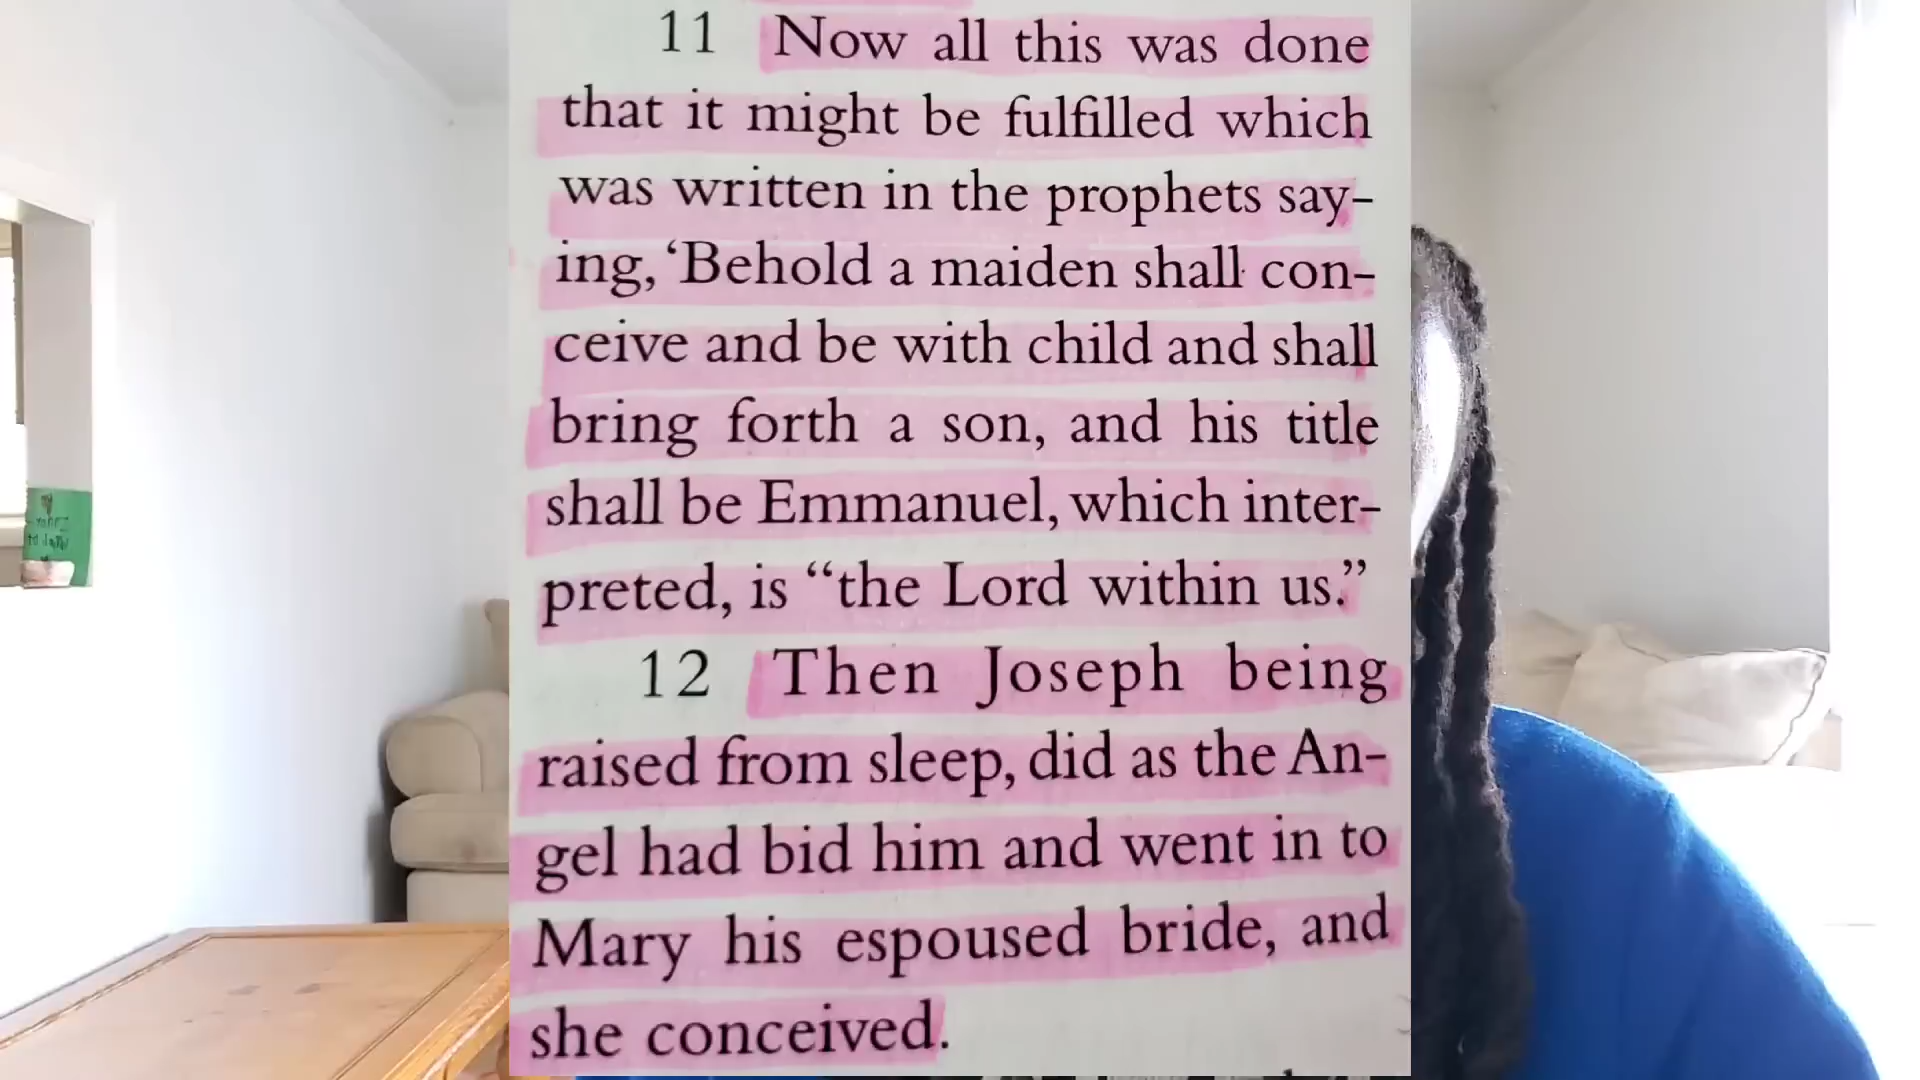 11 Now all this was done
that it might be fulfilled which
was written in the prophets say-
ing, ‘Behold a maiden shall con-
ceive and be with child and shall
bring forth a son, and his title
shall be Emmanuel, which inter-
preted, is “the Lord within us.”
12 Then Joseph being
raised from sleep, did as the An-
gel had bid him and went in to
Mary his espoused bride, and
she conceived.